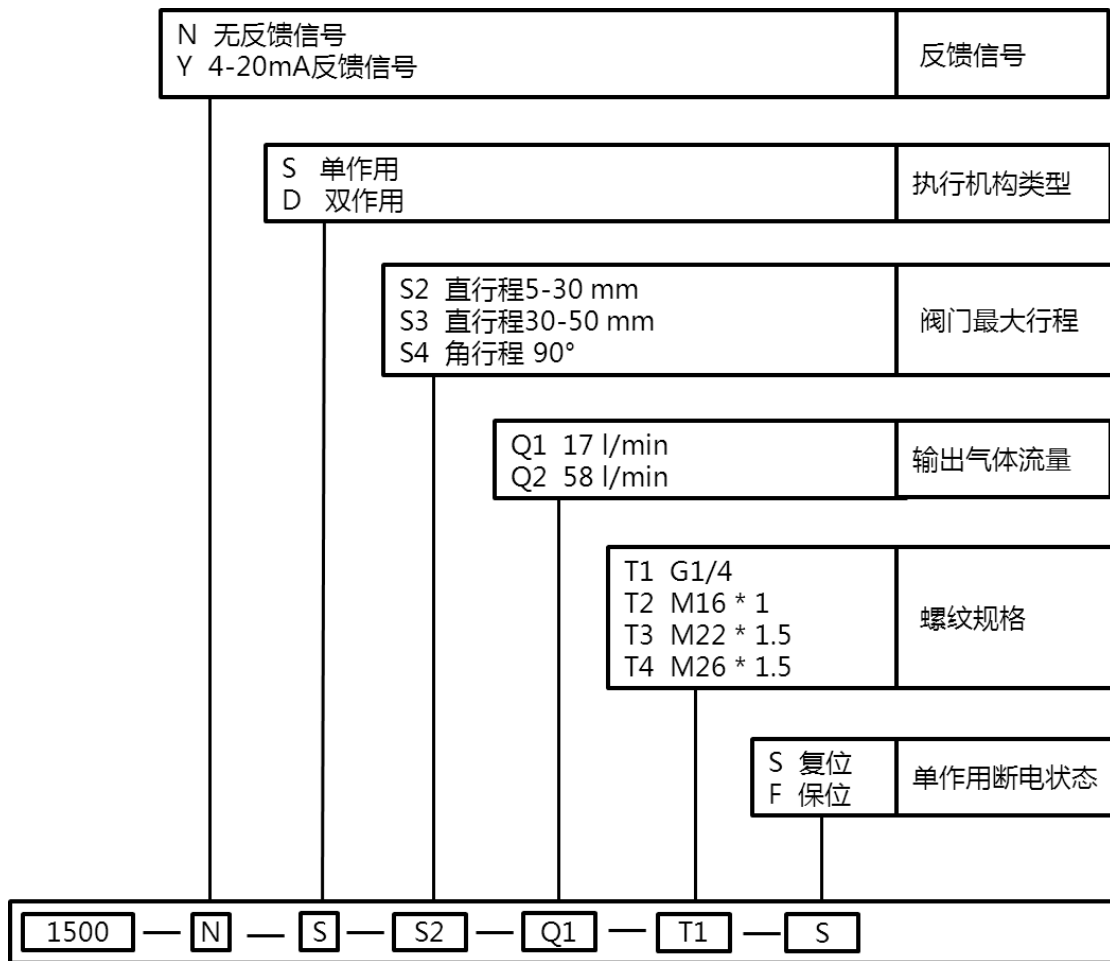 N 无反馈信号
Y 4-20mA反馈信号
反馈信号
S 单作用
D 双作用
执行机构类型
S2 直行程5-30 mm
S3 直行程30-50 mm
S4 角行程 90°
阀门最大行程
Q1 17 l/min
Q2 58 l/min
输出气体流量
T1 G1/4
T2 M16 * 1
T3 M22 * 1.5
T4 M26 * 1.5
螺纹规格
S 复位
F 保位
单作用断电状态
1500 — N — S — S2 — Q1 — T1 — S